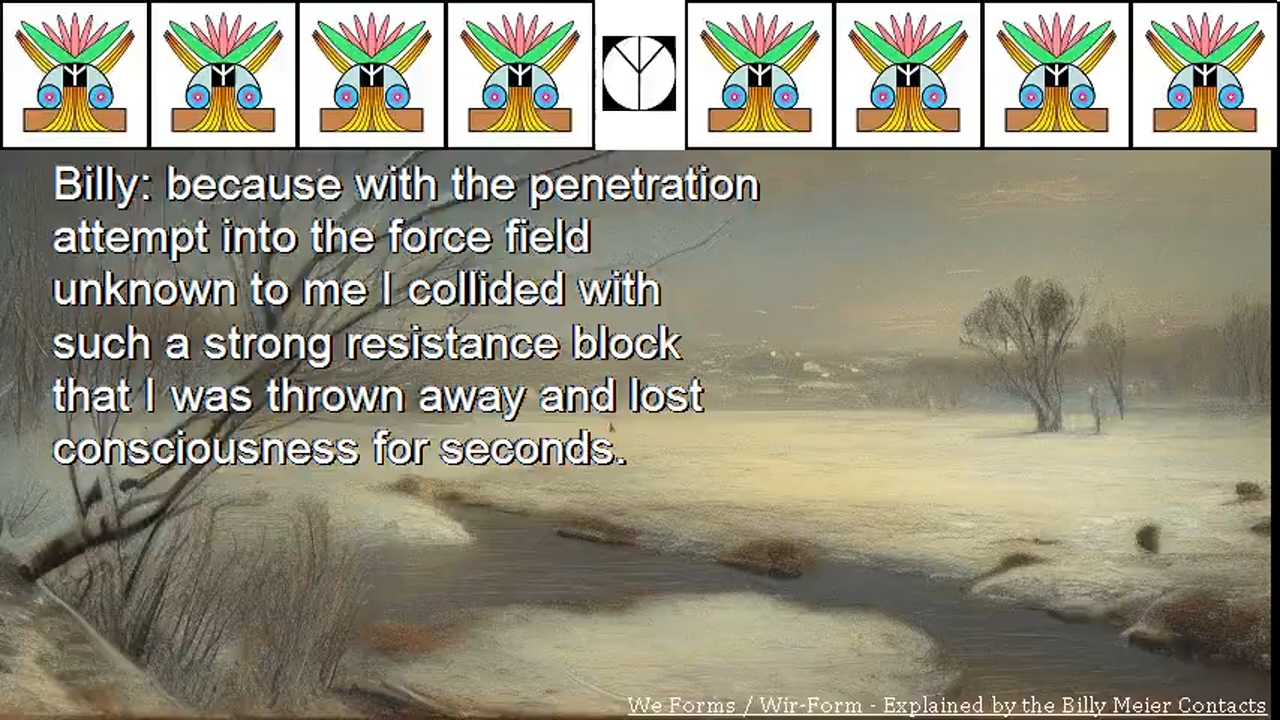 Billy: because with the penetration
attempt into the force field
unknown to me I collided with
such a strong resistance block
that I was thrown away and lost
consciousness for seconds.
We Forms / Wir-Form - Explained by the Billy Meier Contacts